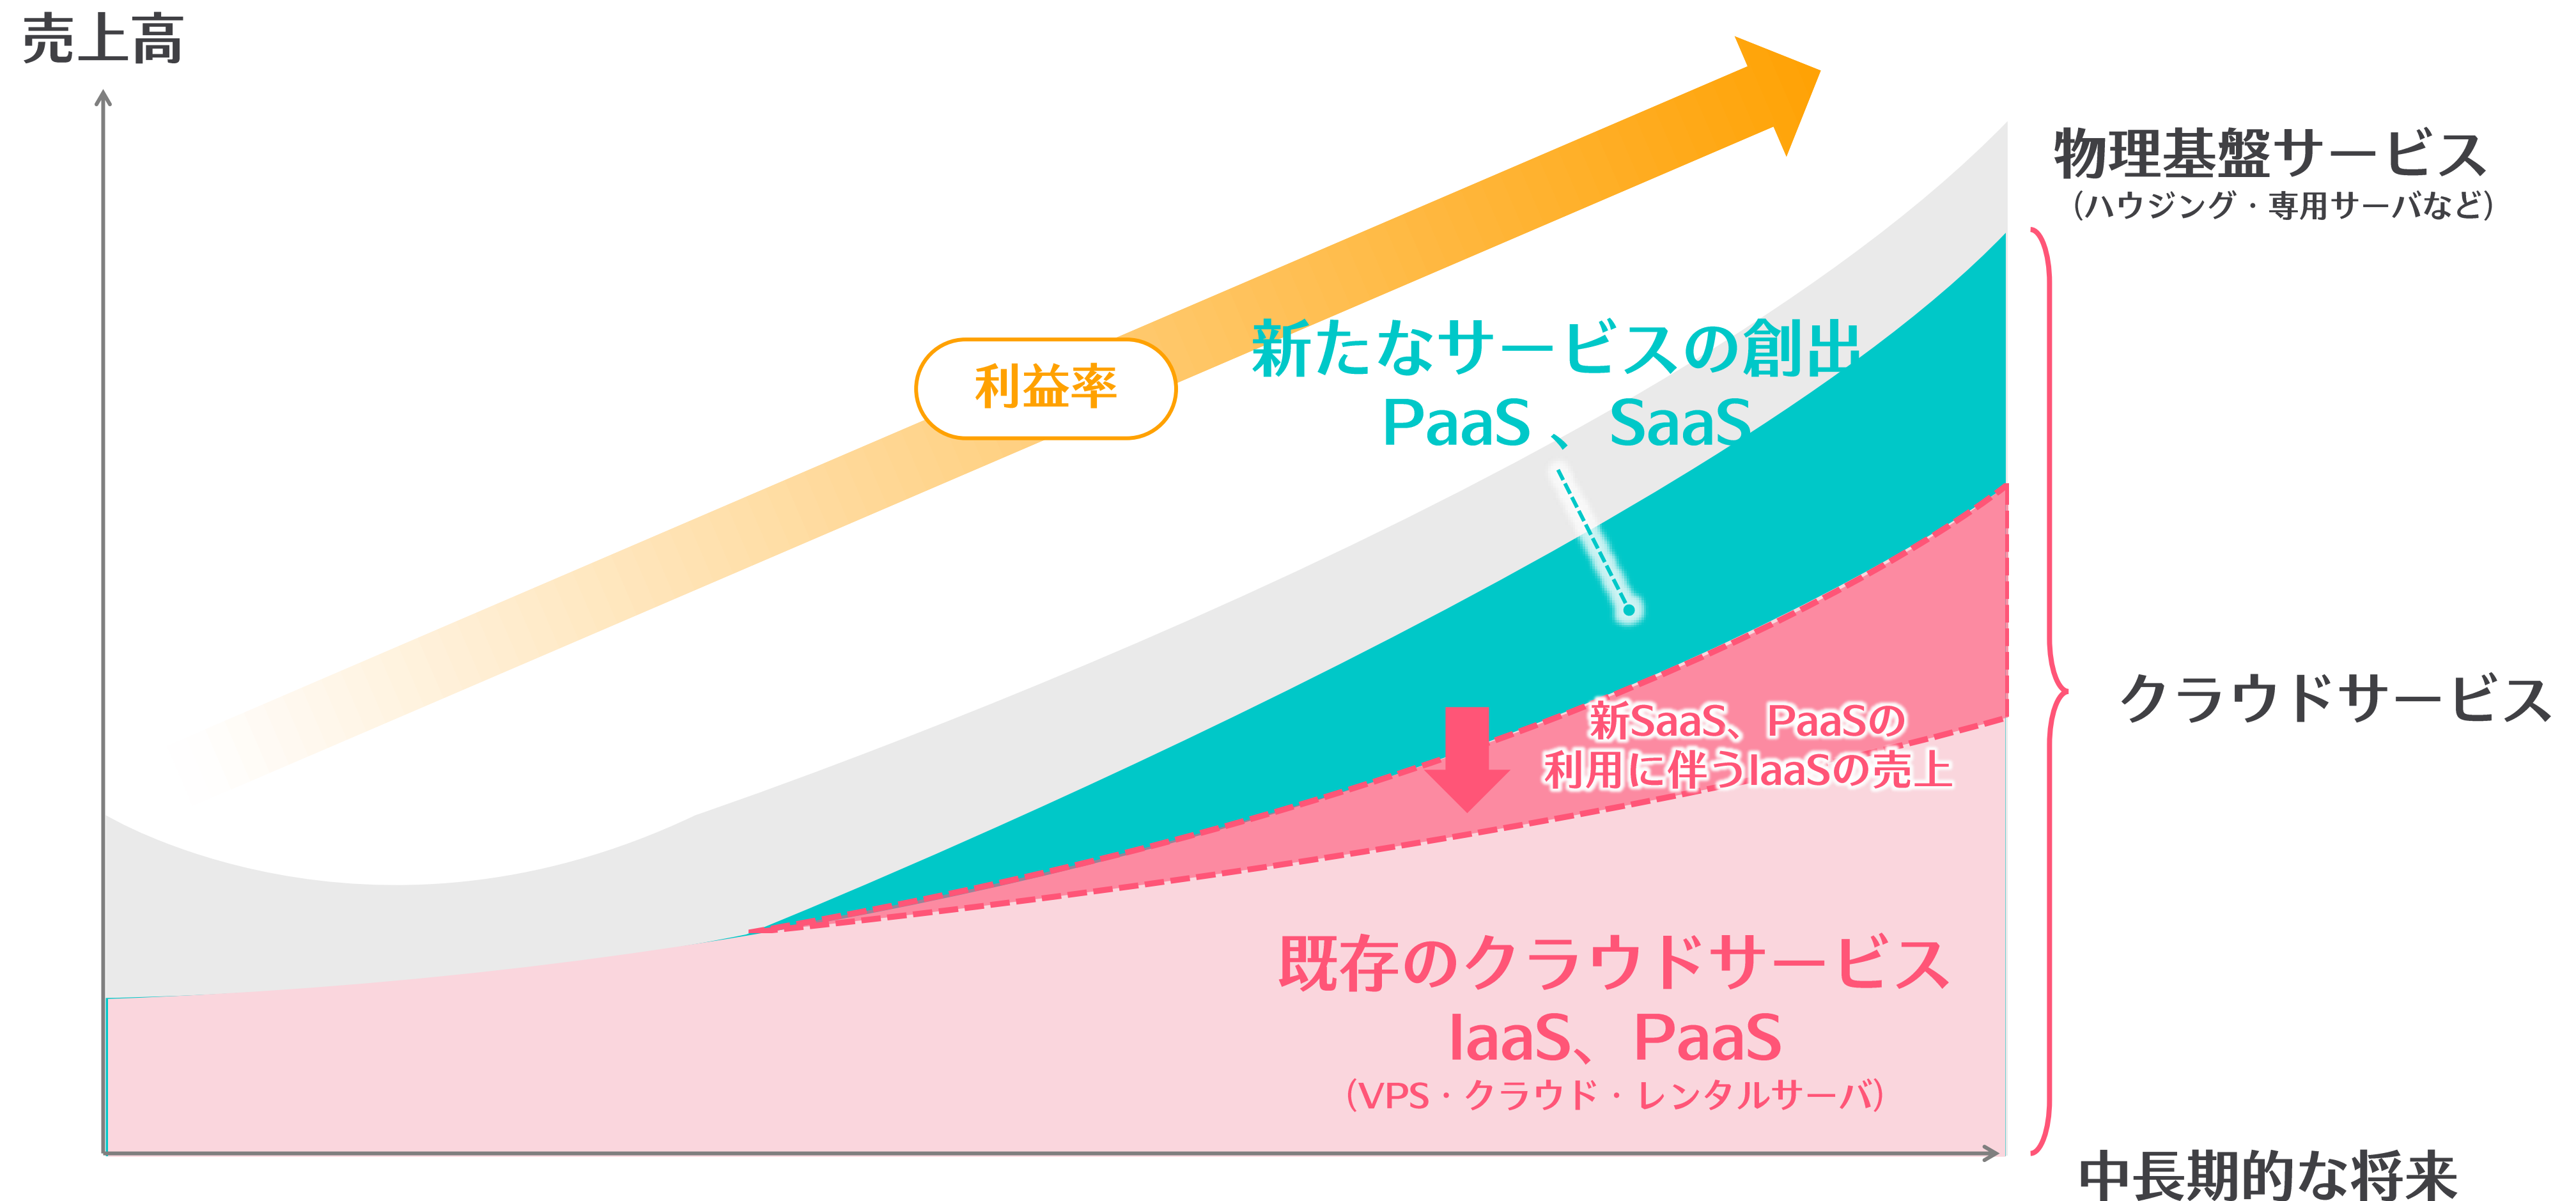 売上高
物理基盤サービス
（ハウジング・専用サーバなど）
新たなサービスの創出
PaaS 、 SaaS
利益率
クラウドサービス
新SaaS、PaaSの
利用に伴うIaaSの売上
既存のクラウドサービス
IaaS、PaaS
（VPS・クラウド・レンタルサーバ）
中長期的な将来